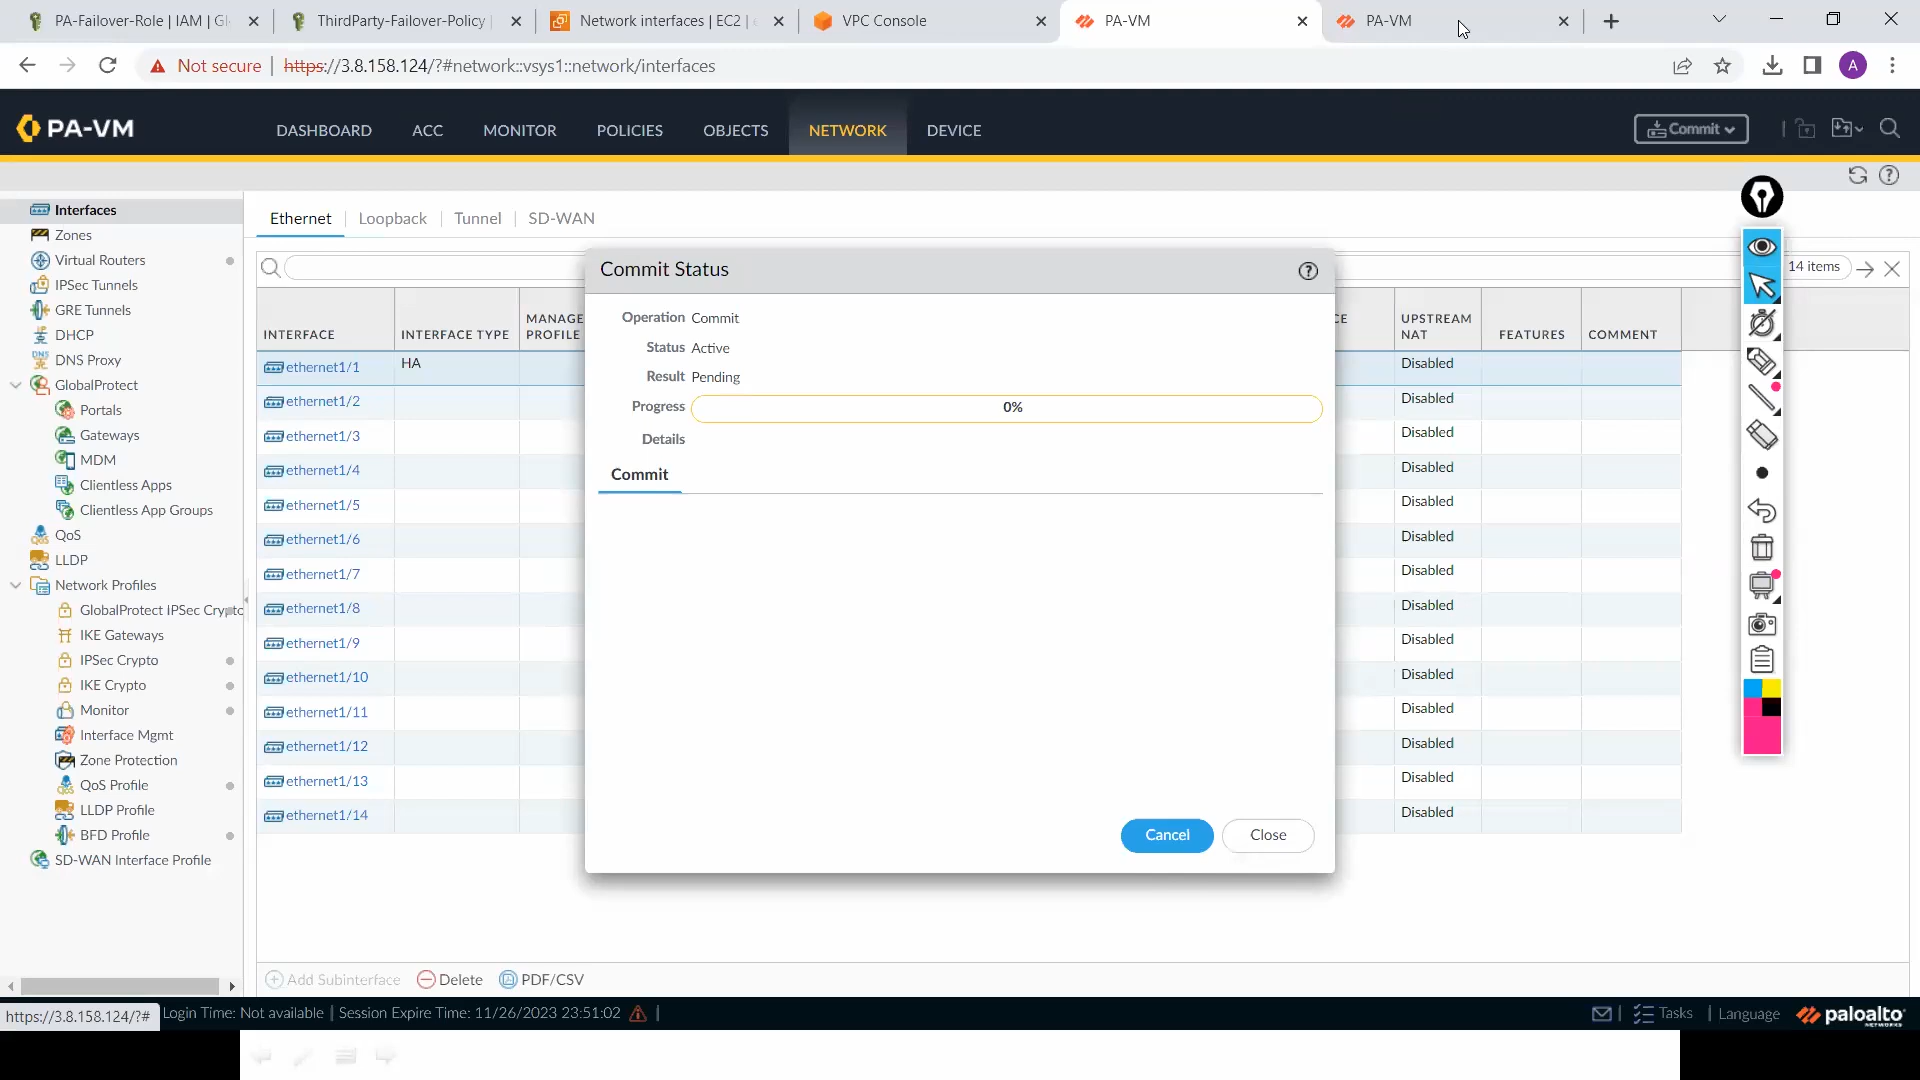 PA-Failover-Role | IAM | Gl
ThirdParty-Failover-Policy |
Network interfaces | EC2 |
VPC Console
PA-VM
PA-VM
Not secure
https://3.8.158.124/?#network::vsys1::network/interfaces
A
PA-VM
DASHBOARD
ACC
MONITOR
POLICIES
OBJECTS
NETWORK
DEVICE
Commit
Interfaces
Zones
Virtual Routers
IPSec Tunnels
GRE Tunnels
DHCP
DNS Proxy
GlobalProtect
Portals
Gateways
MDM
Clientless Apps
Clientless App Groups
QoS
LLDP
Network Profiles
GlobalProtect IPSec Crypto
IKE Gateways
IPSec Crypto
IKE Crypto
Monitor
Interface Mgmt
Zone Protection
QoS Profile
LLDP Profile
BFD Profile
SD-WAN Interface Profile
Ethernet
Loopback
Tunnel
SD-WAN
14 items
INTERFACE
INTERFACE TYPE
MANAGE
PROFILE
CE
UPSTREAM
NAT
FEATURES
COMMENT
ethernet1/1
HA
Disabled
ethernet1/2
Disabled
ethernet1/3
Disabled
ethernet1/4
Disabled
ethernet1/5
Disabled
ethernet1/6
Disabled
ethernet1/7
Disabled
ethernet1/8
Disabled
ethernet1/9
Disabled
ethernet1/10
Disabled
ethernet1/11
Disabled
ethernet1/12
Disabled
ethernet1/13
Disabled
ethernet1/14
Disabled
Commit Status
Operation Commit
Status Active
Result Pending
Progress 0%
Details
Commit
Cancel
Close
Add Subinterface
Delete
PDF/CSV
https://3.8.158.124/?#
Login Time: Not available | Session Expire Time: 11/26/2023 23:51:02
Tasks
Language
paloalto
NETWORKS